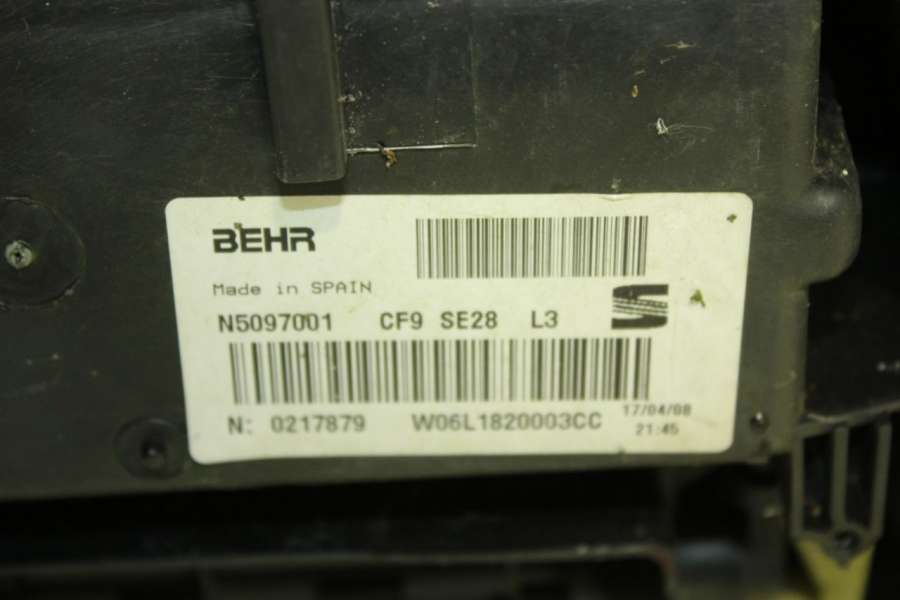 BEHR
Made in SPAIN
N5097001 CF9 SE28 L3
N: 0217879 W06L1820003CC 17/04/08
21:45